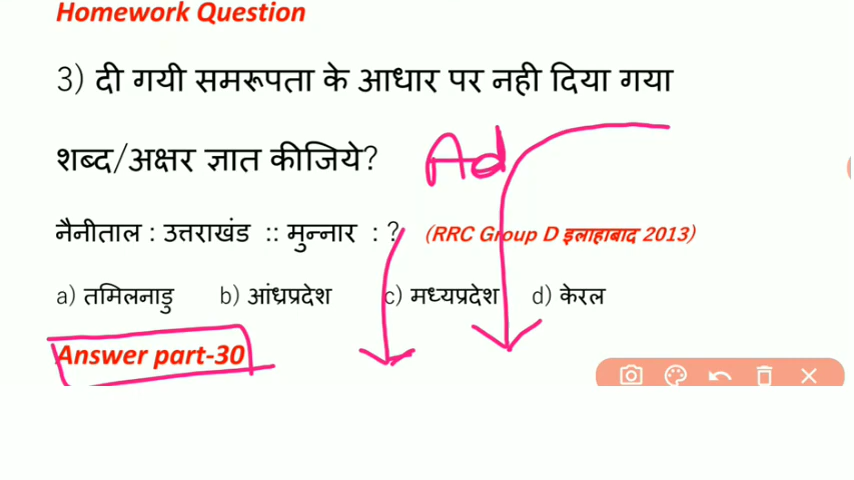 Homework Question
3) दी गयी समरूपता के आधार पर नही दिया गया
शब्द/अक्षर ज्ञात कीजिये? Ad
नैनीताल : उत्तराखंड :: मुन्नार : ? (RRC Group D इलाहाबाद 2013)
a) तमिलनाडु b) आंध्रप्रदेश c) मध्यप्रदेश d) केरल
Answer part-30